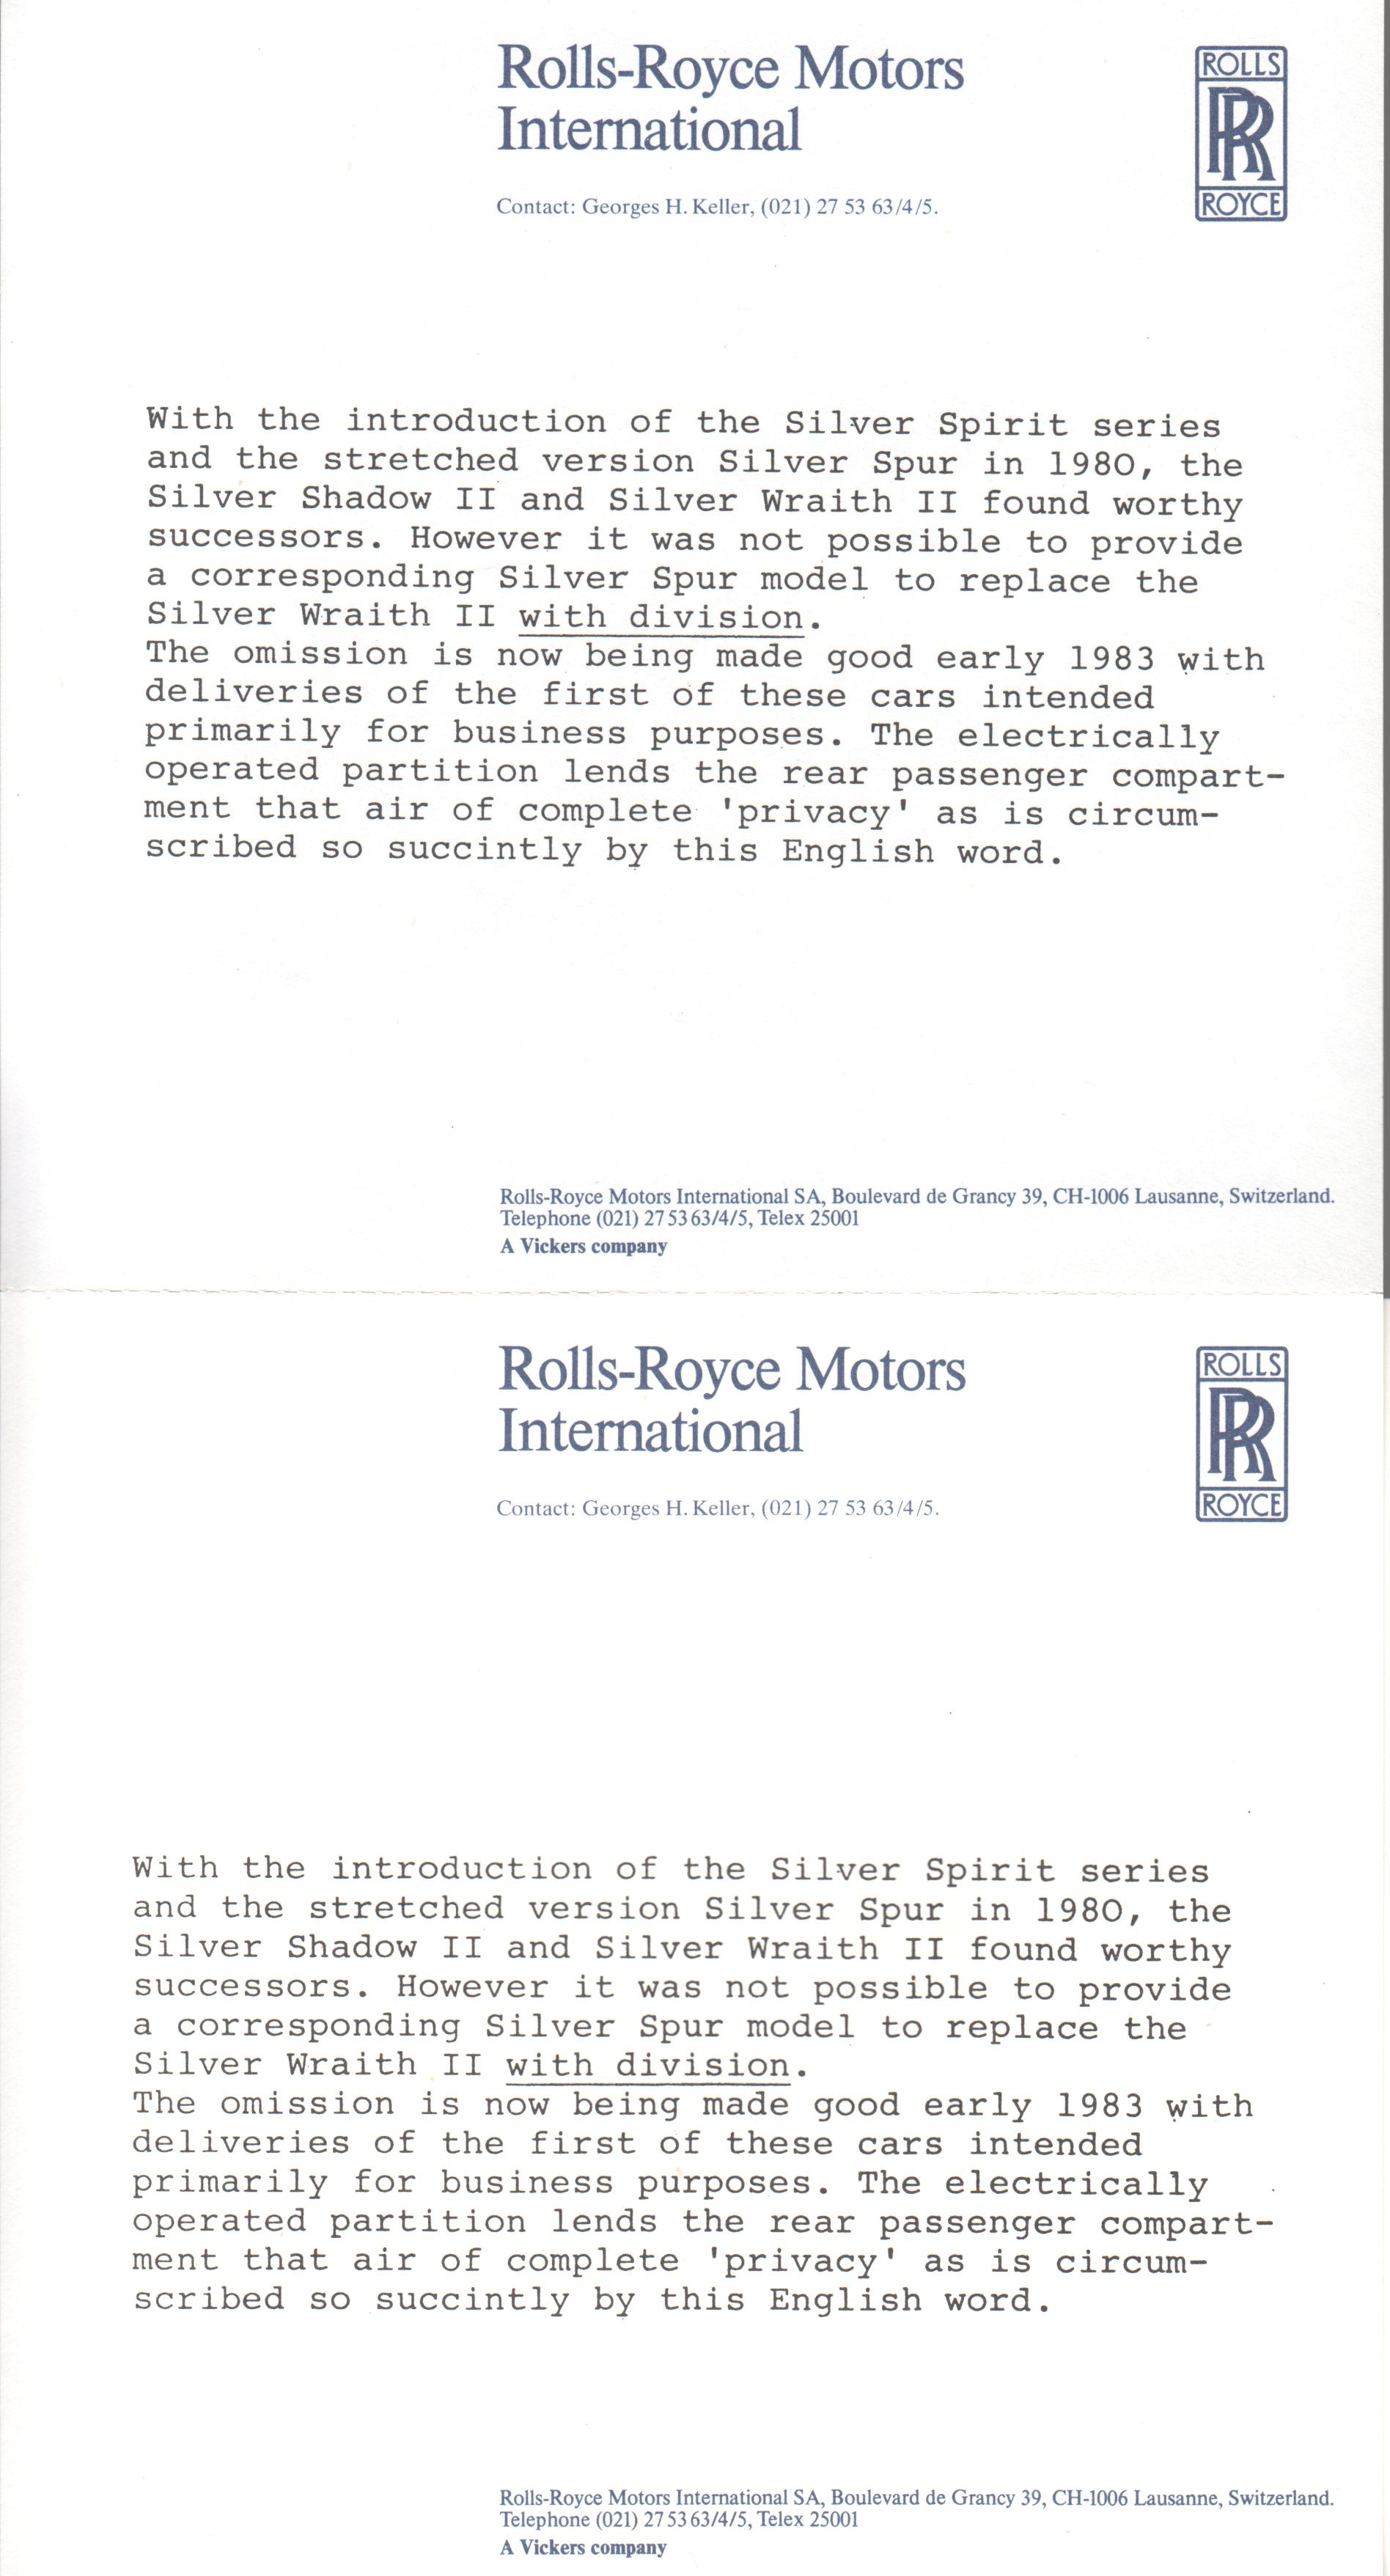 Rolls-Royce Motors
International
Contact: Georges H. Keller, (021) 27 53 63/4/5.
ROLLS
RR
ROYCE
With the introduction of the Silver Spirit series
and the stretched version Silver Spur in 1980, the
Silver Shadow II and Silver Wraith II found worthy
successors. However it was not possible to provide
a corresponding Silver Spur model to replace the
Silver Wraith II with division.
The omission is now being made good early 1983 with
deliveries of the first of these cars intended
primarily for business purposes. The electrically
operated partition lends the rear passenger compart-
ment that air of complete 'privacy' as is circum-
scribed so succintly by this English word.
Rolls-Royce Motors International SA, Boulevard de Grancy 39, CH-1006 Lausanne, Switzerland.
Telephone (021) 27 53 63/4/5, Telex 25001
A Vickers company
Rolls-Royce Motors
International
Contact: Georges H. Keller, (021) 27 53 63/4/5.
ROLLS
RR
ROYCE
With the introduction of the Silver Spirit series
and the stretched version Silver Spur in 1980, the
Silver Shadow II and Silver Wraith II found worthy
successors. However it was not possible to provide
a corresponding Silver Spur model to replace the
Silver Wraith II with division.
The omission is now being made good early 1983 with
deliveries of the first of these cars intended
primarily for business purposes. The electrically
operated partition lends the rear passenger compart-
ment that air of complete 'privacy' as is circum-
scribed so succintly by this English word.
Rolls-Royce Motors International SA, Boulevard de Grancy 39, CH-1006 Lausanne, Switzerland.
Telephone (021) 27 53 63/4/5, Telex 25001
A Vickers company